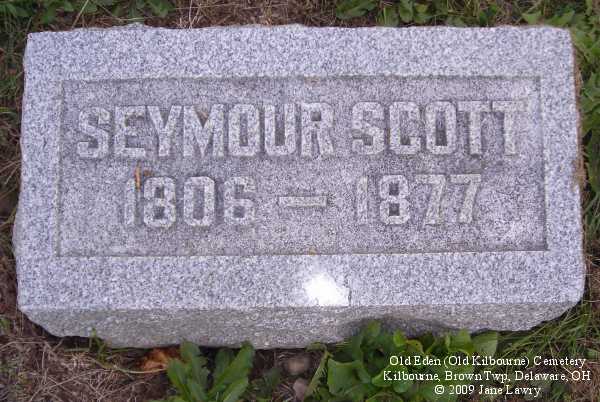 SEYMOUR SCOTT
1806 — 1877
Old Eden (Old Kilbourne) Cemetery
Kilbourne, Brown Twp, Delaware, OH
© 2009 Jane Lawry